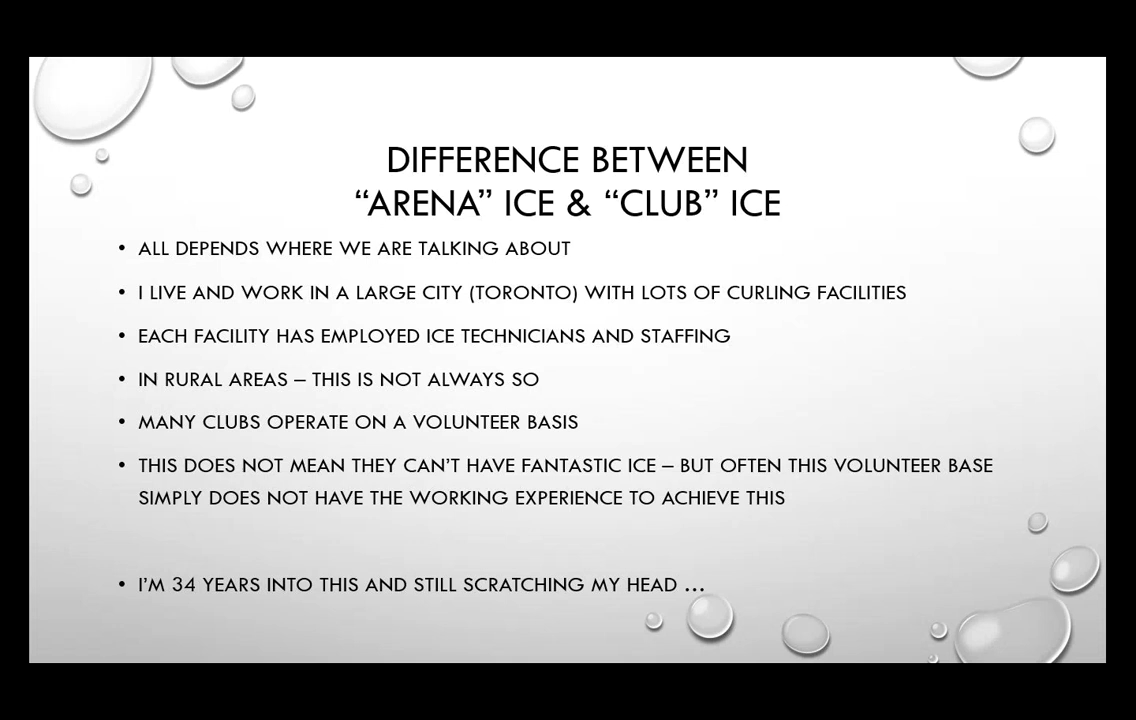 DIFFERENCE BETWEEN
“ARENA” ICE & “CLUB” ICE
• ALL DEPENDS WHERE WE ARE TALKING ABOUT
• I LIVE AND WORK IN A LARGE CITY (TORONTO) WITH LOTS OF CURLING FACILITIES
• EACH FACILITY HAS EMPLOYED ICE TECHNICIANS AND STAFFING
• IN RURAL AREAS – THIS IS NOT ALWAYS SO
• MANY CLUBS OPERATE ON A VOLUNTEER BASIS
• THIS DOES NOT MEAN THEY CAN’T HAVE FANTASTIC ICE – BUT OFTEN THIS VOLUNTEER BASE
SIMPLY DOES NOT HAVE THE WORKING EXPERIENCE TO ACHIEVE THIS
• I’M 34 YEARS INTO THIS AND STILL SCRATCHING MY HEAD …